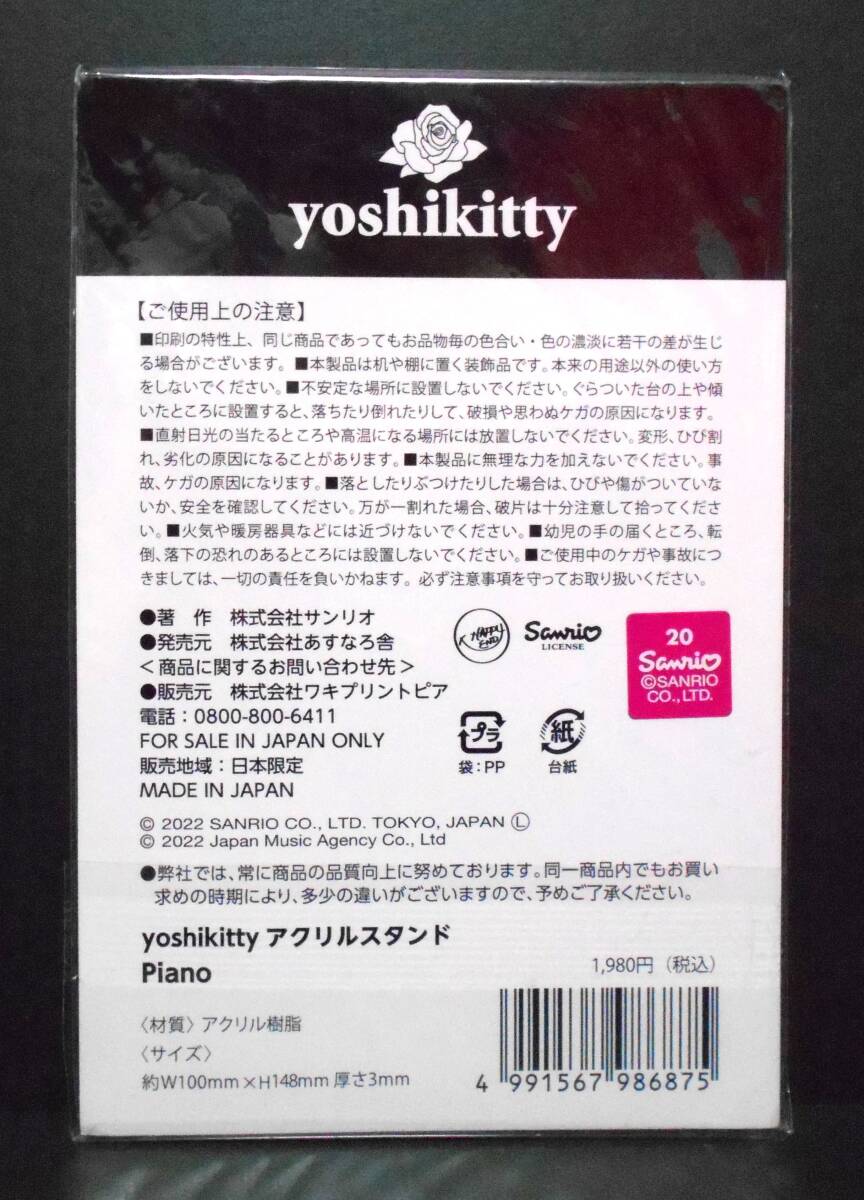 yoshikitty
【ご使用上の注意】
■印刷の特性上、同じ商品であってもお品物毎の色合い・色の濃淡に若干の差が生じ
る場合がございます。■本製品は机や棚に置く装飾品です。本来の用途以外の使い方
をしないでください。■不安定な場所に設置しないでください。ぐらついた台の上や傾
いたところに設置すると、落ちたり倒れたりして、破損や思わぬケガの原因になります。
■直射日光の当たるところや高温になる場所には放置しないでください。変形、ひび割
れ、劣化の原因になることがあります。■本製品に無理な力を加えないでください。事
故、ケガの原因になります。■落としたりぶつけたりした場合は、ひびや傷がついていな
いか、安全を確認してください。万が一割れた場合、破片は十分注意して拾ってくださ
い。■火気や暖房器具などには近づけないでください。■幼児の手の届くところ、転
倒、落下の恐れのあるところには設置しないでください。■ご使用中のケガや事故につ
きましては、一切の責任を負いかねます。必ず注意事項を守ってお取り扱いください。
●著　作　株式会社サンリオ
●発売元　株式会社あすなろ舎
＜商品に関するお問い合わせ先＞
●販売元　株式会社ワキプリントピア
電話：0800-800-6411
FOR SALE IN JAPAN ONLY
販売地域：日本限定
MADE IN JAPAN
HAPPY
END
Sanrio
LICENSE
20
Sanrio
©SANRIO
CO.,LTD.
プラ
袋：PP
紙
台紙
© 2022 SANRIO CO., LTD. TOKYO, JAPAN Ⓛ
© 2022 Japan Music Agency Co., Ltd
●弊社では、常に商品の品質向上に努めております。同一商品内でもお買い
求めの時期により、多少の違いがございますので、予めご了承ください。
yoshikitty アクリルスタンド
Piano
1,980円（税込）
〈材質〉アクリル樹脂
〈サイズ〉
約W100mm×H148mm 厚さ3mm
4 991567 986875